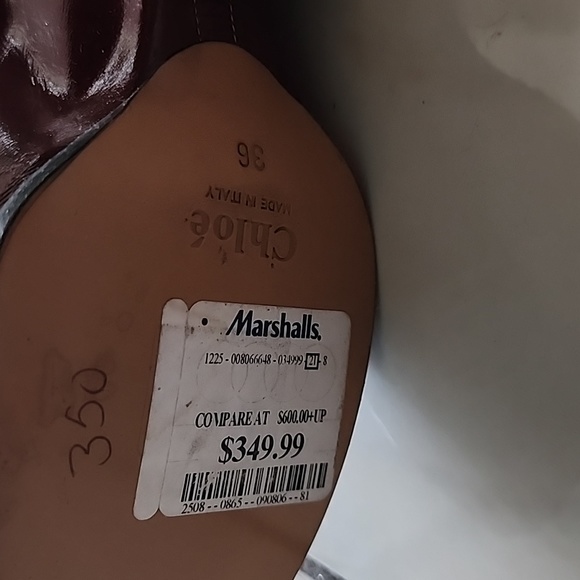 36
MADE IN ITALY
Chloé
Marshalls.
1225 - 008066648 - 034999 - 21 - 8
COMPARE AT $600.00+UP
$349.99
2508--0865--090806--81
350